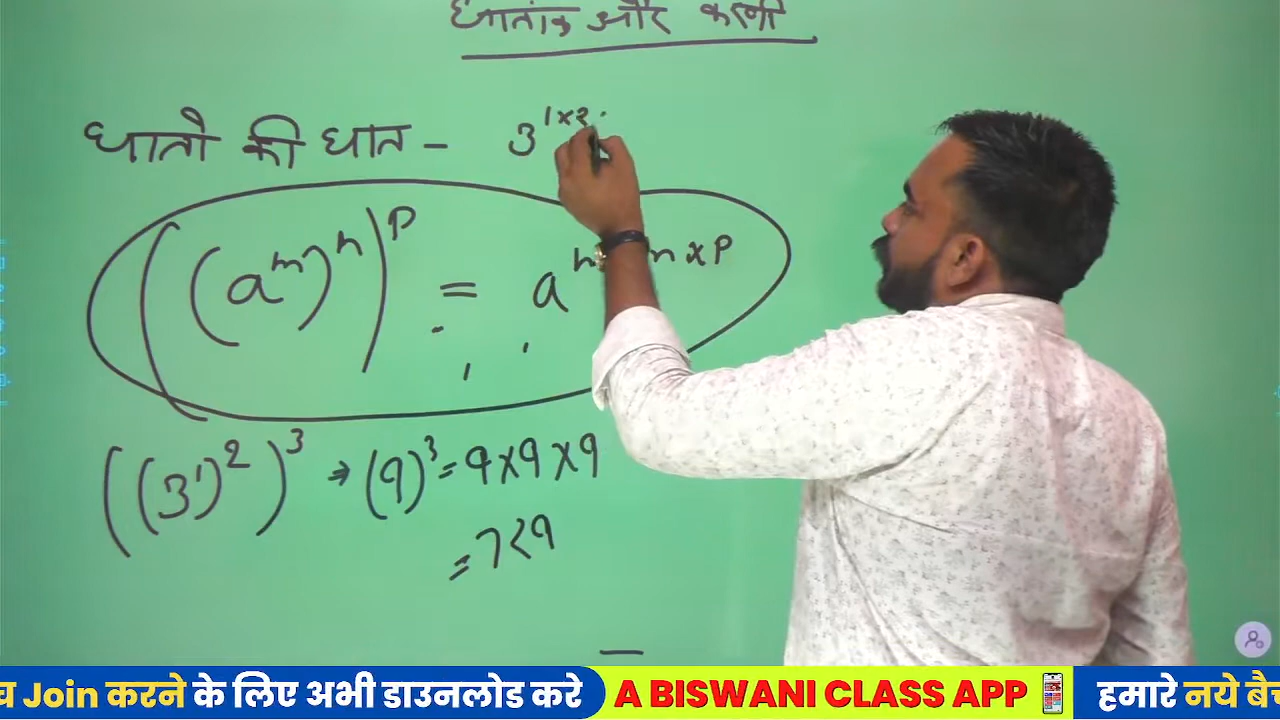 घातांक और करणी
घातो की घात - 3^1×2
((a^m)^n)^p = a^m×n×p
((3^1)^2)^3 → (9)^3 = 9×9×9
= 729
Join करने के लिए अभी डाउनलोड करे A BISWANI CLASS APP हमारे नये